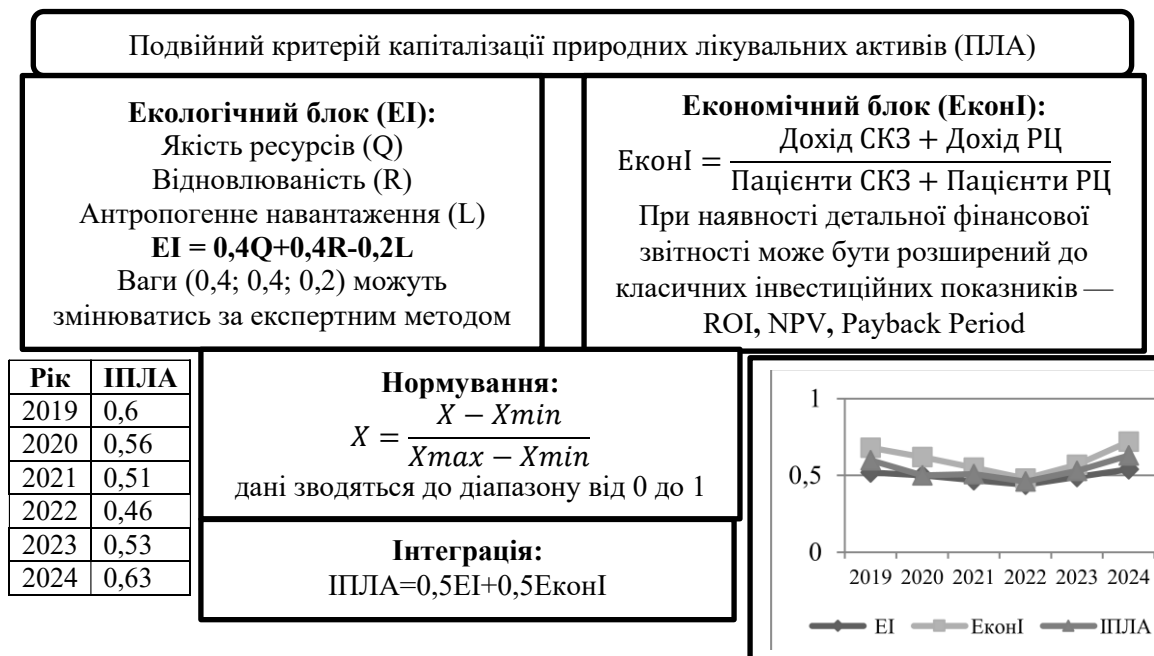 Подвійний критерій капіталізації природних лікувальних активів (ПЛА)
Екологічний блок (EI):
Якість ресурсів (Q)
Відновлюваність (R)
Антропогенне навантаження (L)
EI = 0,4Q+0,4R-0,2L
Ваги (0,4; 0,4; 0,2) можуть
змінюватись за експертним методом
Економічний блок (ЕконІ):
ЕконІ = Дохід СКЗ + Дохід РЦ
Пацієнти СКЗ + Пацієнти РЦ
При наявності детальної фінансової
звітності може бути розширений до
класичних інвестиційних показників —
ROI, NPV, Payback Period
Рік ІПЛА
2019 0,6
2020 0,56
2021 0,51
2022 0,46
2023 0,53
2024 0,63
Нормування:
X = X − Xmin
Xmax − Xmin
дані зводяться до діапазону від 0 до 1
Інтеграція:
ІПЛА=0,5EI+0,5ЕконІ
1
0,5
0
2019 2020 2021 2022 2023 2024
EI ЕконІ ІПЛА